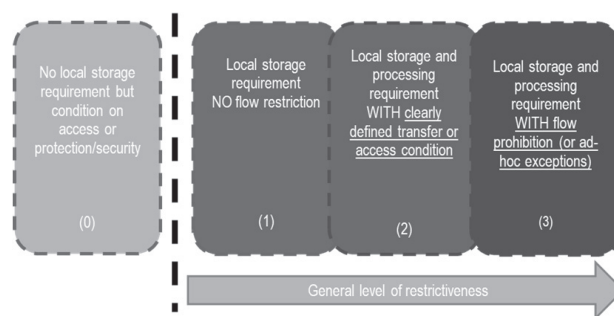 No local storage
requirement but
condition on
access or
protection/security
(0)
Local storage
requirement
NO flow restriction
(1)
Local storage and
processing
requirement
WITH clearly
defined transfer or
access condition
(2)
Local storage and
processing
requirement
WITH flow
prohibition (or ad-
hoc exceptions)
(3)
General level of restrictiveness